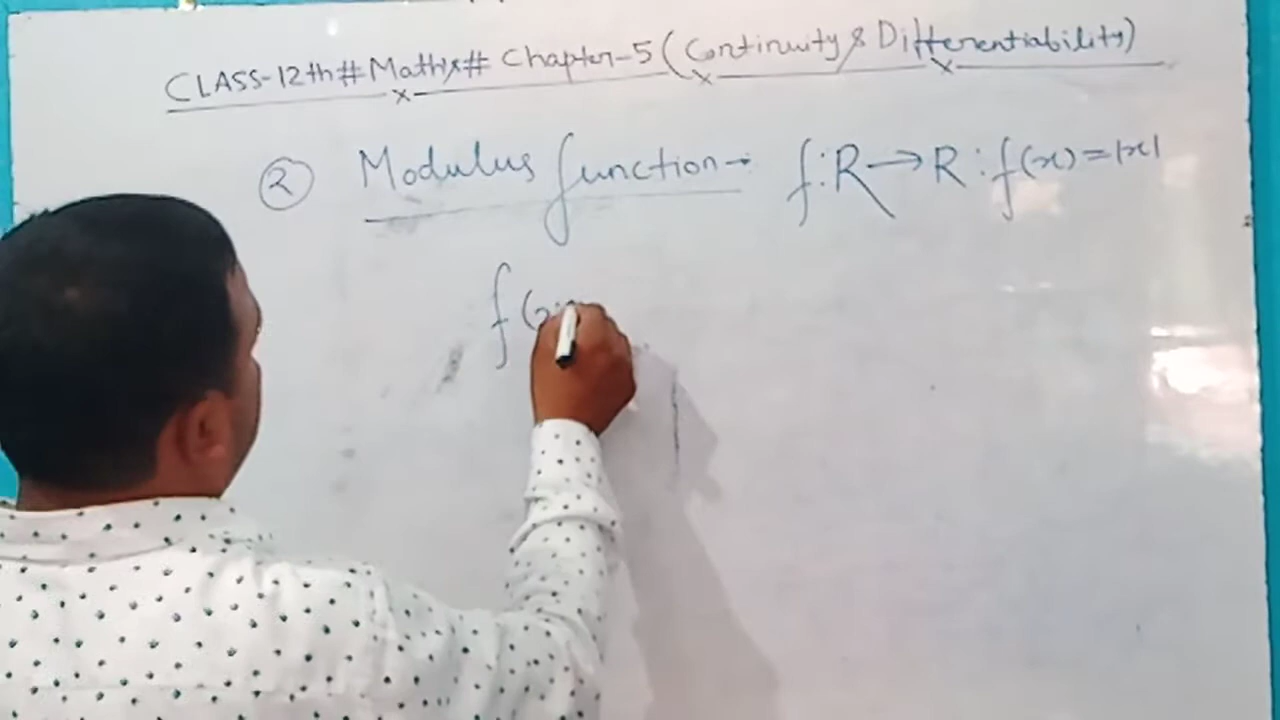 CLASS-12th # Maths # Chapter-5 (Continuity & Differentiability)
② Modulus function → f:R→R : f(x)=|x|
f(x